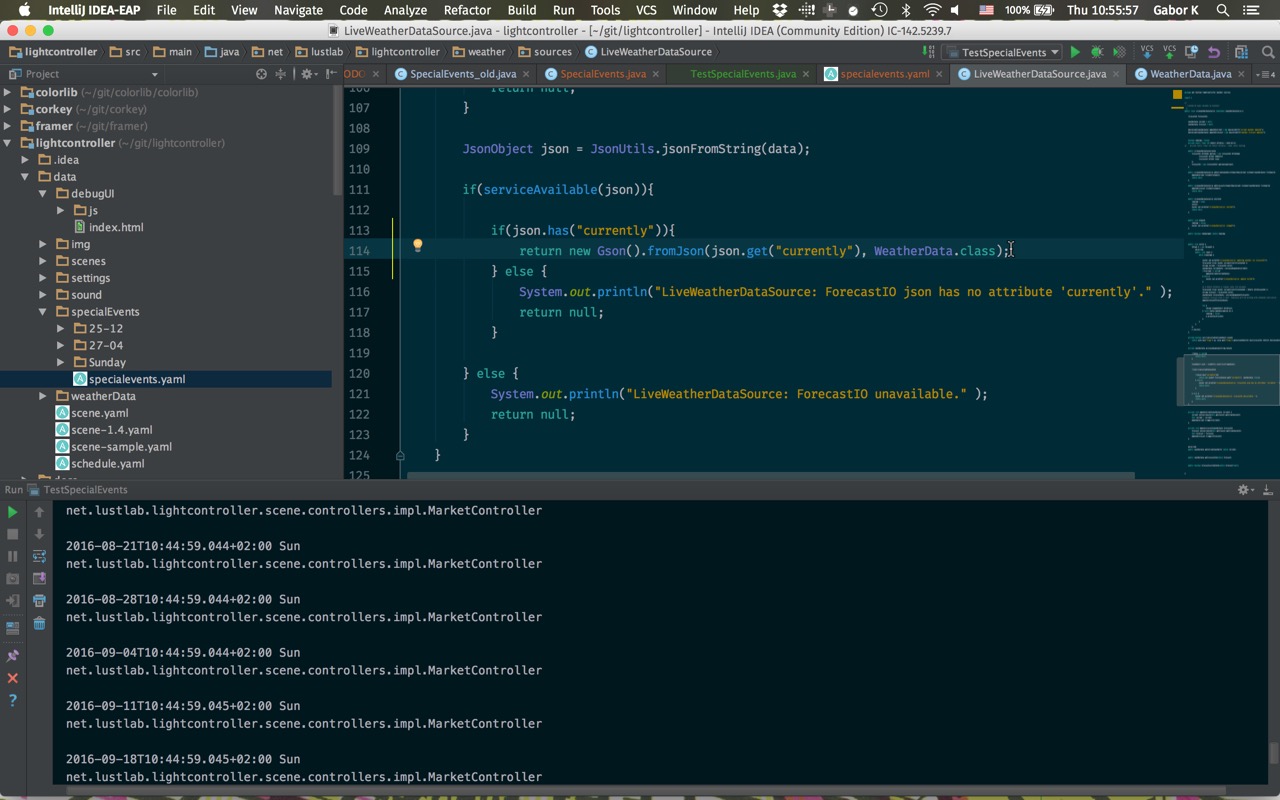 IntelliJ IDEA-EAP File Edit View Navigate Code Analyze Refactor Build Run Tools VCS Window Help 100% Thu 10:55:57 Gabor K
LiveWeatherDataSource.java - lightcontroller - [~/git/lightcontroller] - IntelliJ IDEA (Community Edition) IC-142.5239.7
lightcontroller src main java net lustlab lightcontroller weather sources LiveWeatherDataSource TestSpecialEvents VCS VCS
Project
SpecialEvents_old.java SpecialEvents.java TestSpecialEvents.java specialevents.yaml LiveWeatherDataSource.java WeatherData.java
colorlib (~/git/colorlib/colorlib)
corkey (~/git/corkey)
framer (~/git/framer)
lightcontroller (~/git/lightcontroller)
.idea
data
debugUI
js
index.html
img
scenes
settings
sound
specialEvents
25-12
27-04
Sunday
specialevents.yaml
weatherData
scene.yaml
scene-1.4.yaml
scene-sample.yaml
schedule.yaml
106 return null;
107 }
108
109 JsonObject json = JsonUtils.jsonFromString(data);
110
111 if(serviceAvailable(json)){
112
113 if(json.has("currently")){
114 return new Gson().fromJson(json.get("currently"), WeatherData.class);
115 } else {
116 System.out.println("LiveWeatherDataSource: ForecastIO json has no attribute 'currently'." );
117 return null;
118 }
119
120 } else {
121 System.out.println("LiveWeatherDataSource: ForecastIO unavailable." );
122 return null;
123 }
124 }
125
Run TestSpecialEvents
net.lustlab.lightcontroller.scene.controllers.impl.MarketController
2016-08-21T10:44:59.044+02:00 Sun
net.lustlab.lightcontroller.scene.controllers.impl.MarketController
2016-08-28T10:44:59.044+02:00 Sun
net.lustlab.lightcontroller.scene.controllers.impl.MarketController
2016-09-04T10:44:59.044+02:00 Sun
net.lustlab.lightcontroller.scene.controllers.impl.MarketController
2016-09-11T10:44:59.045+02:00 Sun
net.lustlab.lightcontroller.scene.controllers.impl.MarketController
2016-09-18T10:44:59.045+02:00 Sun
net.lustlab.lightcontroller.scene.controllers.impl.MarketController